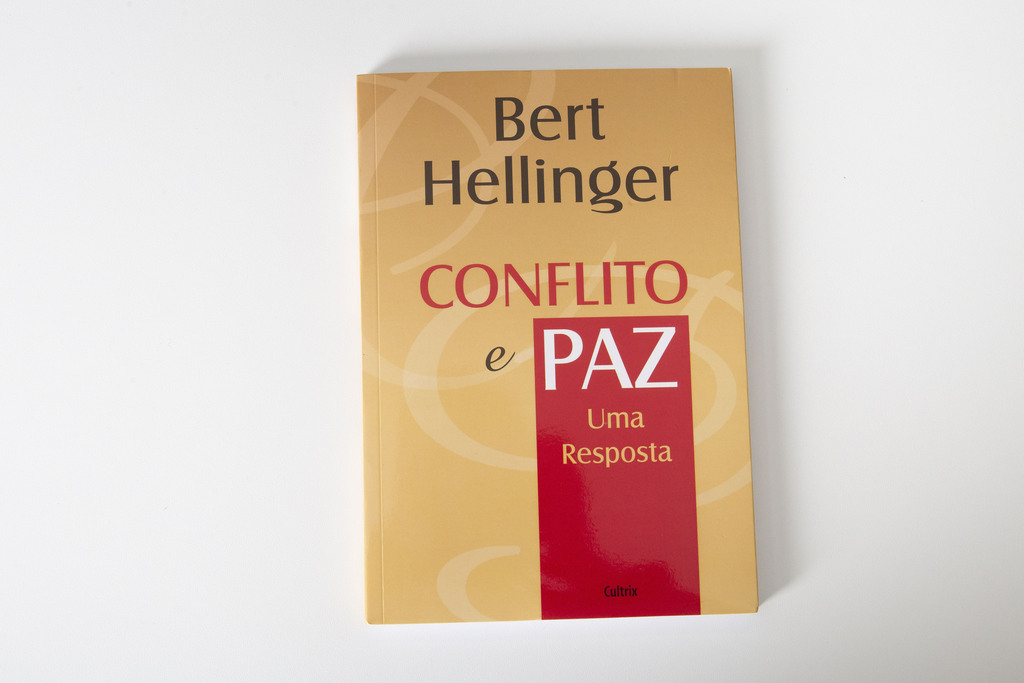 Bert
Hellinger
CONFLITO
e PAZ
Uma
Resposta
Cultrix